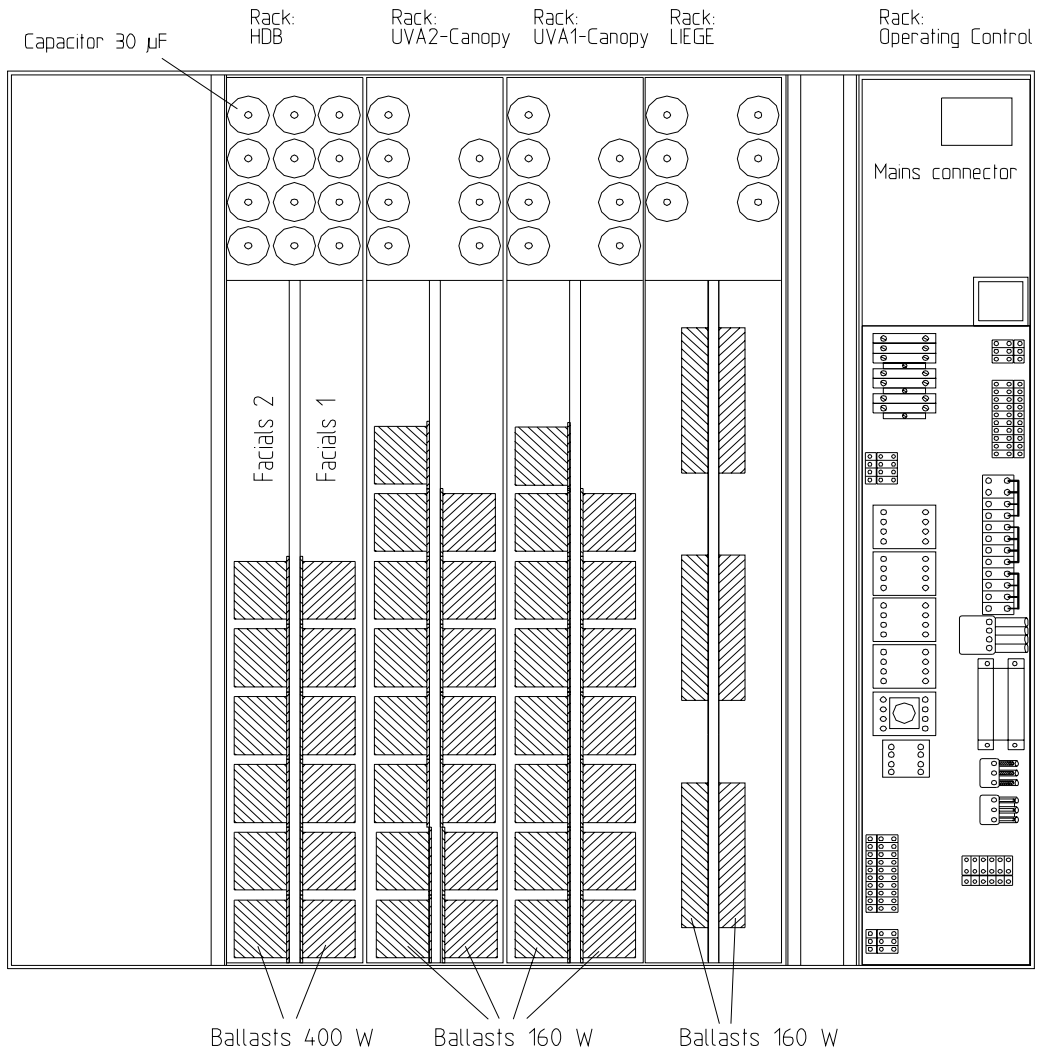 Capacitor 30 µF
Rack:
HDB
Rack:
UVA2-Canopy
Rack:
UVA1-Canopy
Rack:
LIEGE
Rack:
Operating Control
Mains connector
Facials 2
Facials 1
Ballasts 400 W
Ballasts 160 W
Ballasts 160 W